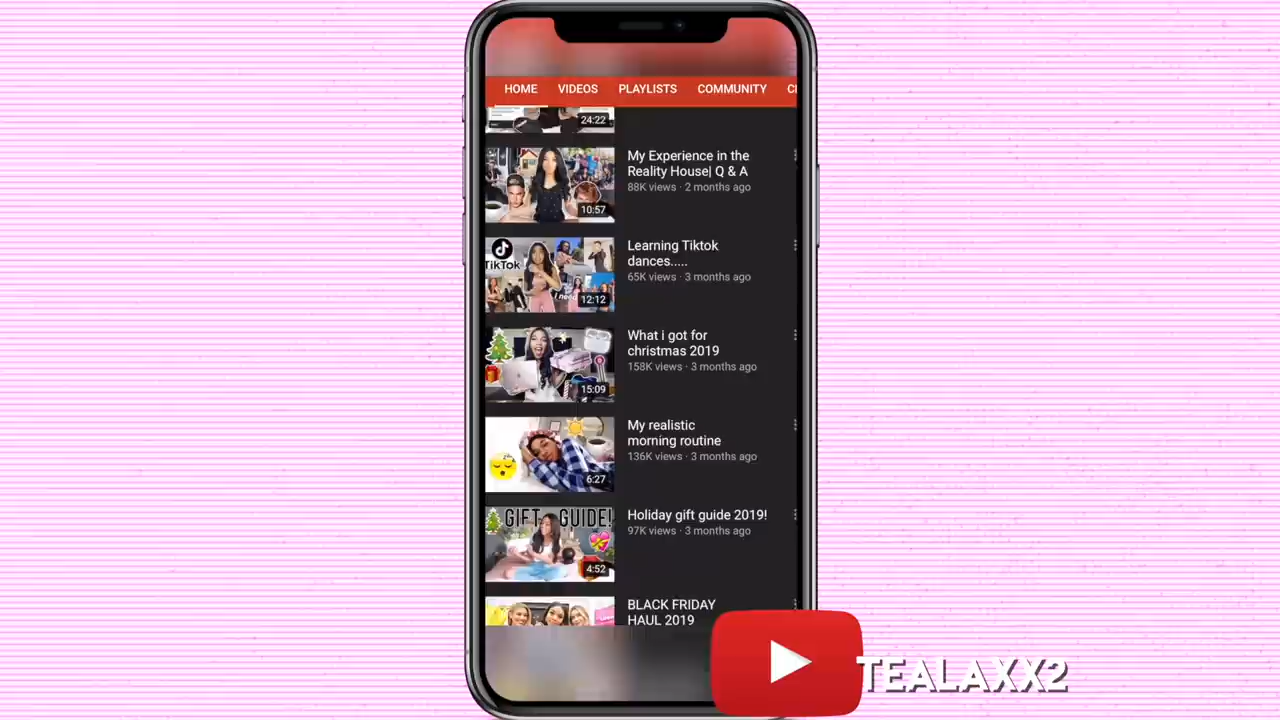 HOME VIDEOS PLAYLISTS COMMUNITY
24:22
My Experience in the
Reality House| Q & A
88K views · 2 months ago
10:57
TikTok
Learning Tiktok
dances.....
65K views · 3 months ago
I need
12:12
What i got for
christmas 2019
158K views · 3 months ago
15:09
My realistic
morning routine
136K views · 3 months ago
6:27
GIFT GUIDE!
Holiday gift guide 2019!
97K views · 3 months ago
4:52
BLACK FRIDAY
HAUL 2019
TEALAXX2